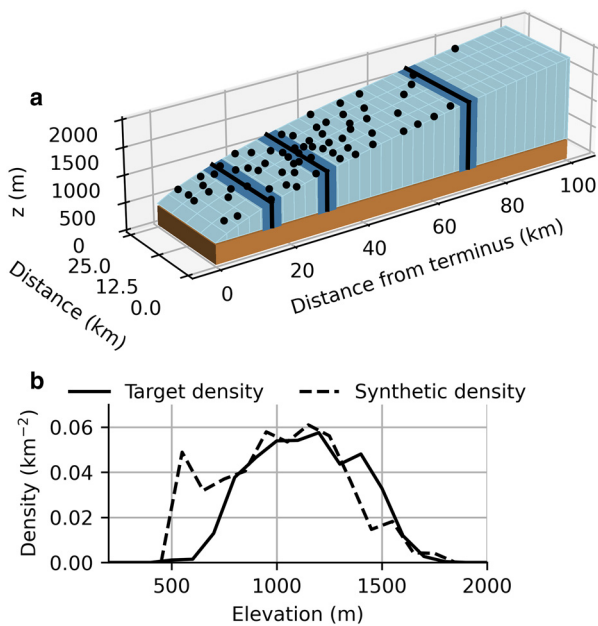 a
2000
1500
1000
500
0
z (m)
25.0
12.5
0.0
Distance (km)
0
20
40
60
80
100
Distance from terminus (km)
b
Target density
Synthetic density
0.06
0.04
0.02
0.00
Density (km⁻²)
500
1000
1500
2000
Elevation (m)